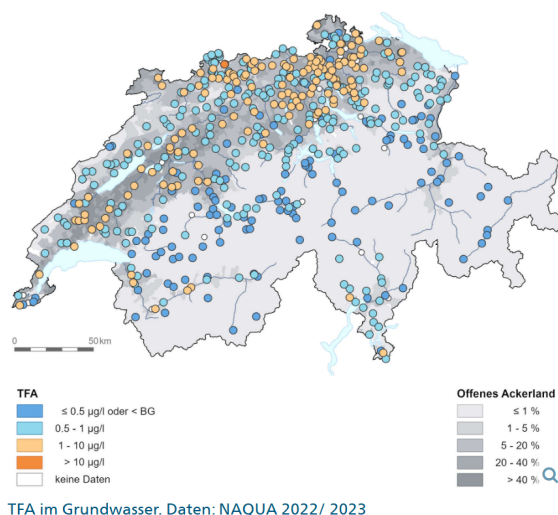 0
50km
TFA
≤ 0.5 µg/l oder < BG
0.5 - 1 µg/l
1 - 10 µg/l
> 10 µg/l
keine Daten
Offenes Ackerland
≤ 1 %
1 - 5 %
5 - 20 %
20 - 40 %
> 40 %
TFA im Grundwasser. Daten: NAQUA 2022/ 2023